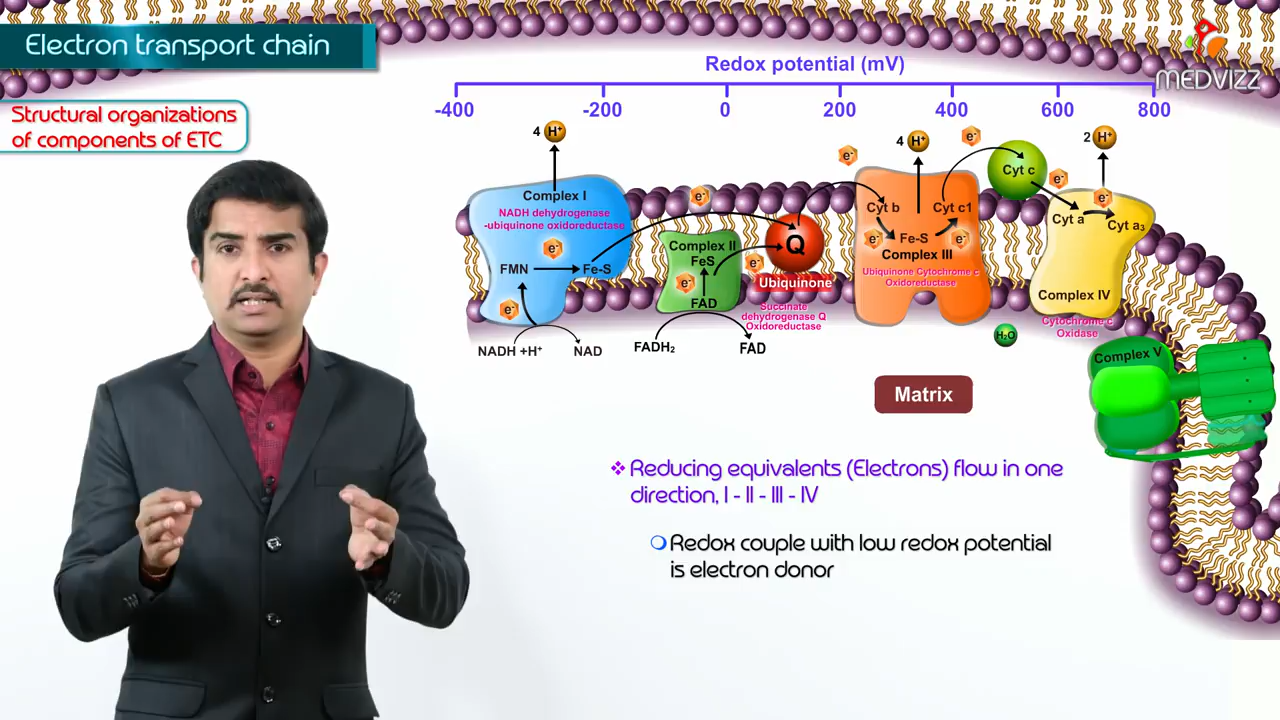 Electron transport chain
MEDVIZZ
Structural organizations
of components of ETC
Redox potential (mV)
-400 -200 0 200 400 600 800
4 H⁺
4 H⁺
2 H⁺
e⁻
e⁻
e⁻
e⁻
e⁻
e⁻
e⁻
e⁻
e⁻
e⁻
e⁻
e⁻
Complex I
NADH dehydrogenase
-ubiquinone oxidoreductase
FMN
Fe-S
NADH +H⁺
NAD
Complex II
FeS
FAD
FADH₂
FAD
Q
Ubiquinone
Succinate
dehydrogenase Q
Oxidoreductase
Cyt b
Cyt c1
Fe-S
Complex III
Ubiquinone Cytochrome c
Oxidoreductase
Cyt c
Cyt a
Cyt a₃
Complex IV
Cytochrome c
Oxidase
H₂O
Complex V
Matrix
❖ Reducing equivalents (Electrons) flow in one
direction, I - II - III - IV
Redox couple with low redox potential
is electron donor